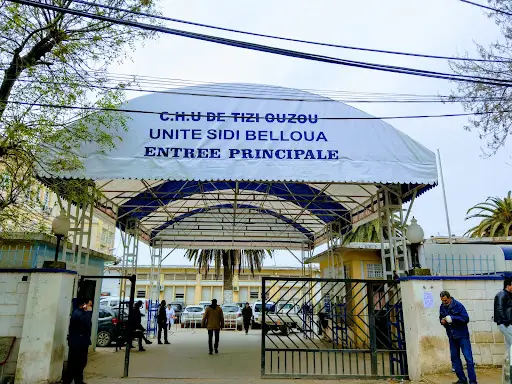 C.H.U DE TIZI OUZOU
UNITE SIDI BELLOUA
ENTREE PRINCIPALE